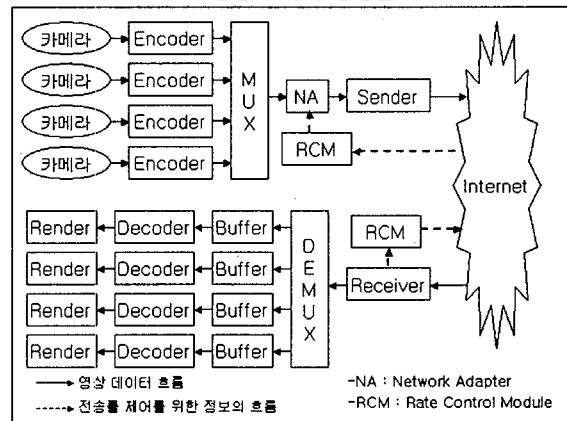 카메라 Encoder
카메라 Encoder
카메라 Encoder
카메라 Encoder
MUX
NA
Sender
RCM
Internet
Render Decoder Buffer
Render Decoder Buffer
Render Decoder Buffer
Render Decoder Buffer
DEMUX
RCM
Receiver
영상 데이터 흐름
전송률 제어를 위한 정보의 흐름
-NA : Network Adapter
-RCM : Rate Control Module